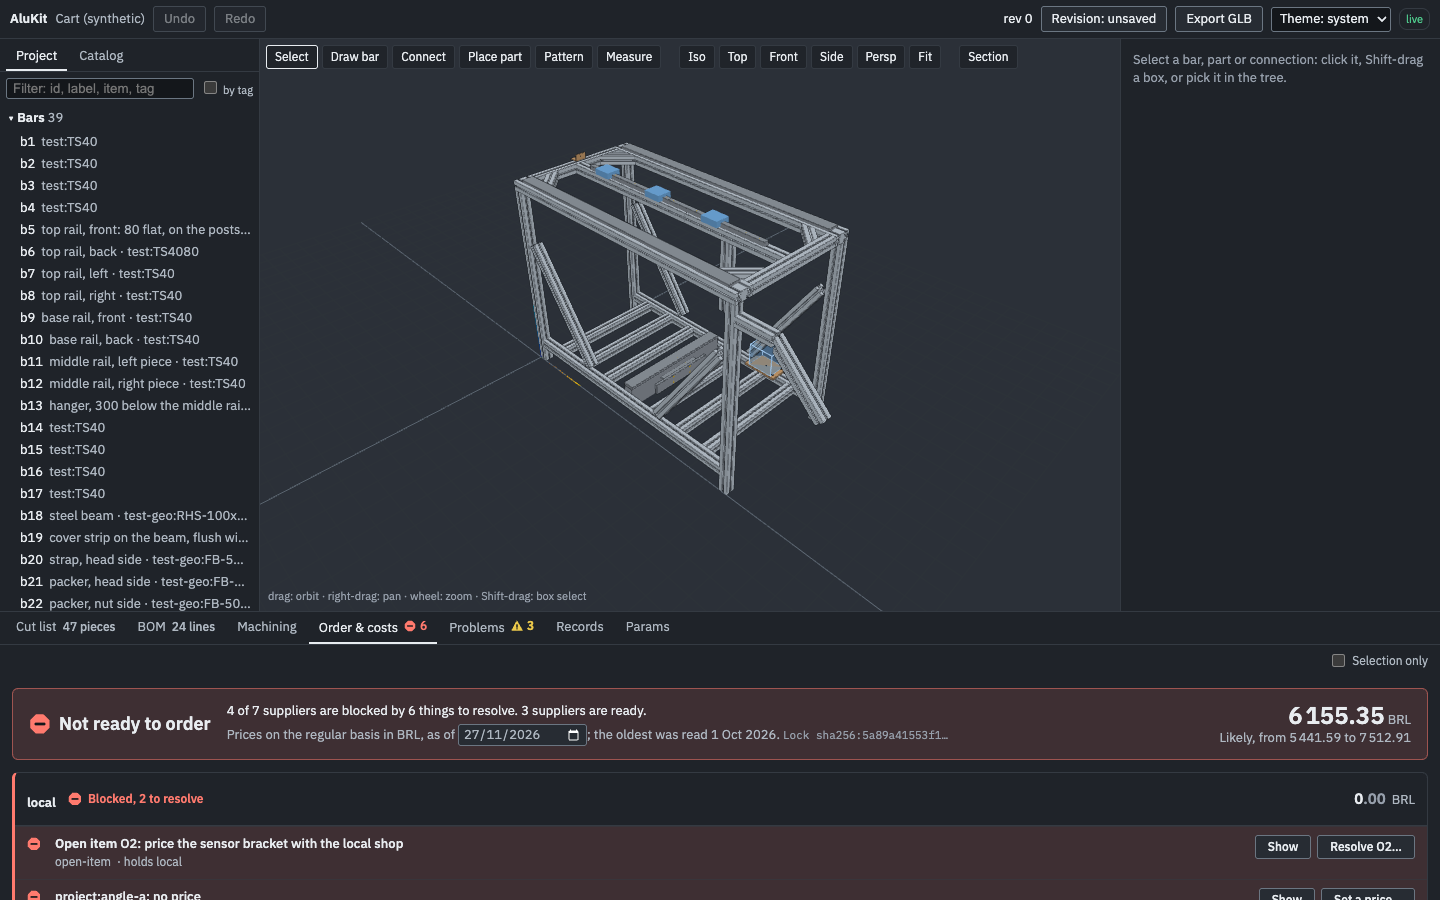 AluKit Cart (synthetic) Undo Redo rev 0 Revision: unsaved Export GLB Theme: system live
Project Catalog
Filter: id, label, item, tag by tag
Bars 39
b1 test:TS40
b2 test:TS40
b3 test:TS40
b4 test:TS40
b5 top rail, front: 80 flat, on the posts...
b6 top rail, back · test:TS4080
b7 top rail, left · test:TS40
b8 top rail, right · test:TS40
b9 base rail, front · test:TS40
b10 base rail, back · test:TS40
b11 middle rail, left piece · test:TS40
b12 middle rail, right piece · test:TS40
b13 hanger, 300 below the middle rai...
b14 test:TS40
b15 test:TS40
b16 test:TS40
b17 test:TS40
b18 steel beam · test-geo:RHS-100x...
b19 cover strip on the beam, flush wi...
b20 strap, head side · test-geo:FB-5...
b21 packer, head side · test-geo:FB-...
b22 packer, nut side · test-geo:FB-50...
Select Draw bar Connect Place part Pattern Measure Iso Top Front Side Persp Fit Section
drag: orbit · right-drag: pan · wheel: zoom · Shift-drag: box select
Select a bar, part or connection: click it, Shift-drag
a box, or pick it in the tree.
Cut list 47 pieces BOM 24 lines Machining Order & costs 6 Problems 3 Records Params
Selection only
Not ready to order
4 of 7 suppliers are blocked by 6 things to resolve. 3 suppliers are ready.
Prices on the regular basis in BRL, as of 27/11/2026 ; the oldest was read 1 Oct 2026. Lock sha256:5a89a41553f1…
6 155.35 BRL
Likely, from 5 441.59 to 7 512.91
local Blocked, 2 to resolve 0.00 BRL
Open item O2: price the sensor bracket with the local shop
open-item · holds local
Show Resolve O2...
project:angle-a: no price
Show Set a price...